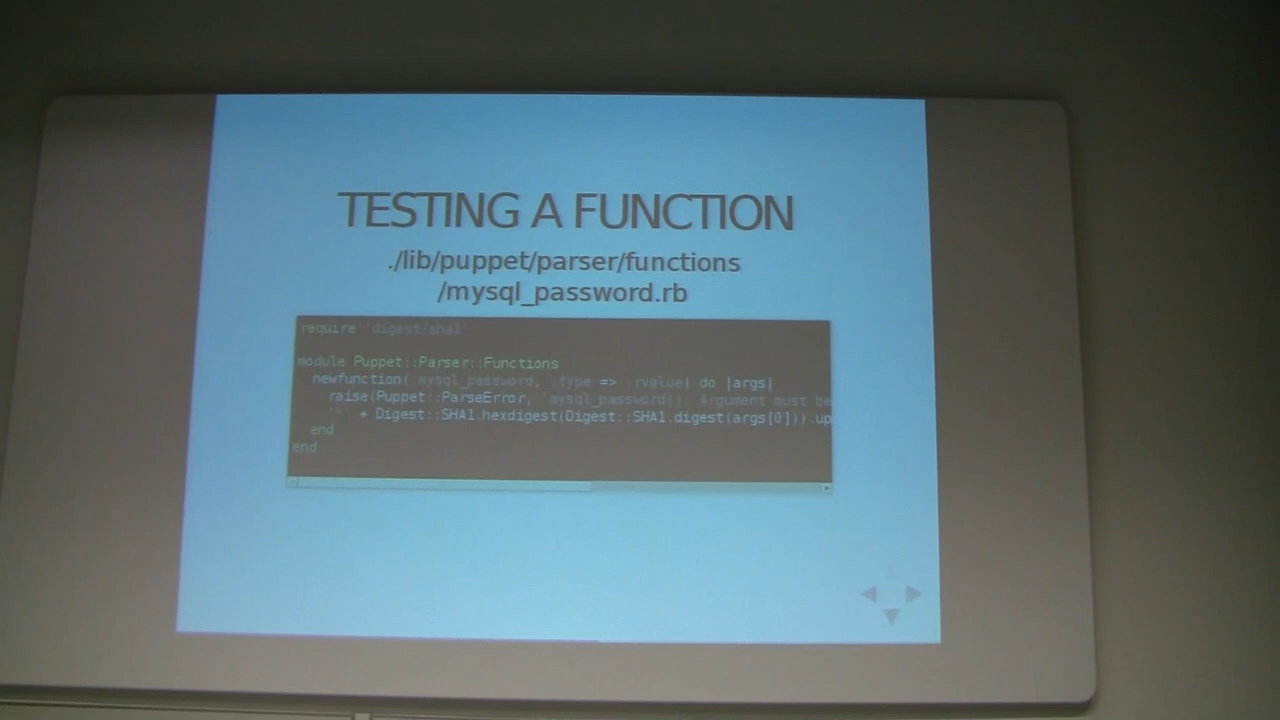 TESTING A FUNCTION
./lib/puppet/parser/functions
/mysql_password.rb
require 'digest/sha1'
module Puppet::Parser::Functions
newfunction(:mysql_password, :type => :rvalue) do |args|
raise(Puppet::ParseError, 'mysql_password(): Argument must be
'*' + Digest::SHA1.hexdigest(Digest::SHA1.digest(args[0])).up
end
end